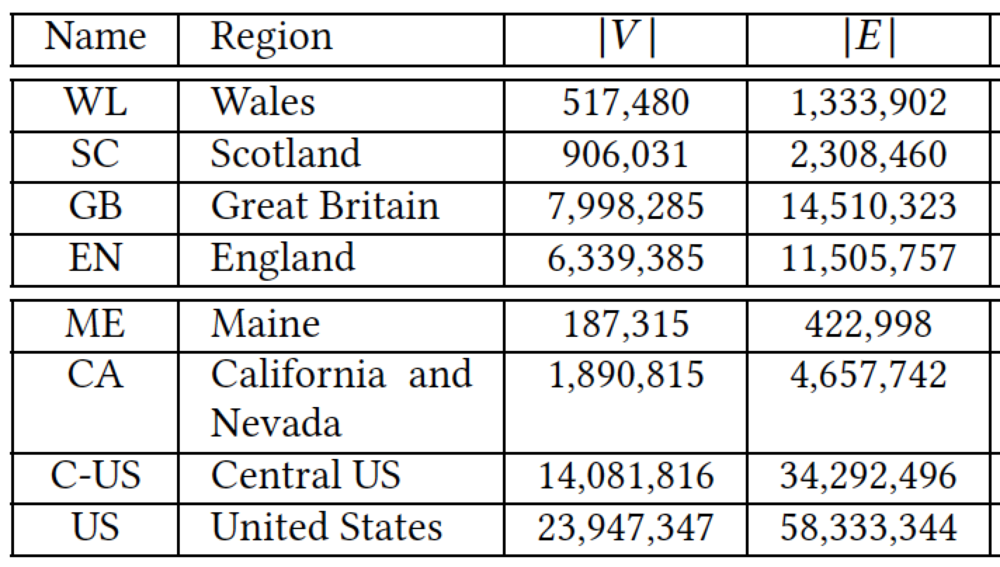 Name Region |V| |E|
WL Wales 517,480 1,333,902
SC Scotland 906,031 2,308,460
GB Great Britain 7,998,285 14,510,323
EN England 6,339,385 11,505,757
ME Maine 187,315 422,998
CA California and 1,890,815 4,657,742
Nevada
C-US Central US 14,081,816 34,292,496
US United States 23,947,347 58,333,344